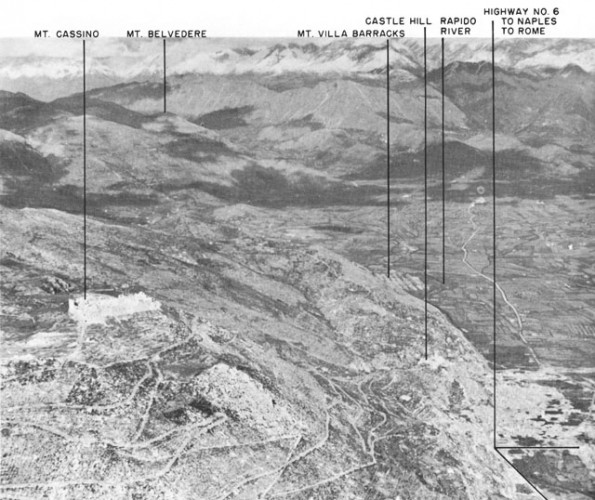 MT. CASSINO
MT. BELVEDERE
MT. VILLA BARRACKS
CASTLE HILL
RAPIDO
RIVER
HIGHWAY NO. 6
TO NAPLES
TO ROME